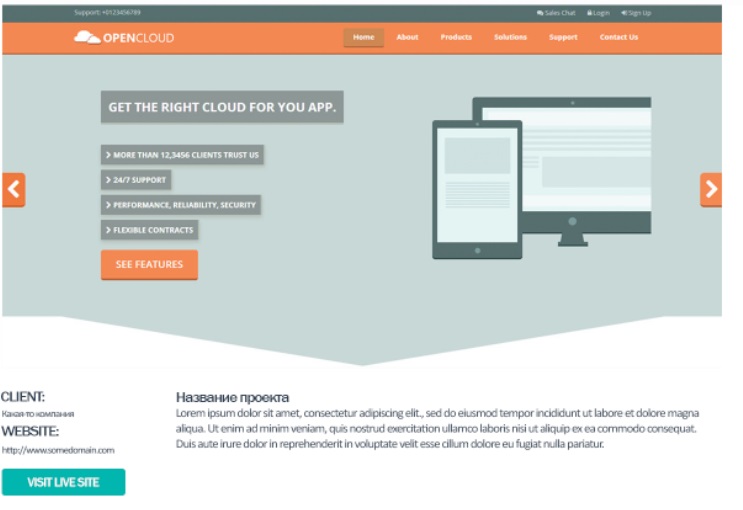 Support: +0123456789
Sales Chat Login Sign Up
OPENCLOUD
Home About Products Solutions Support Contact Us
GET THE RIGHT CLOUD FOR YOU APP.
MORE THAN 12,3456 CLIENTS TRUST US
24/7 SUPPORT
PERFORMANCE, RELIABILITY, SECURITY
FLEXIBLE CONTRACTS
SEE FEATURES
CLIENT:
Какая-то компания
WEBSITE:
http://www.somedomain.com
VISIT LIVE SITE
Название проекта
Lorem ipsum dolor sit amet, consectetur adipiscing elit., sed do eiusmod tempor incididunt ut labore et dolore magna
aliqua. Ut enim ad minim veniam, quis nostrud exercitation ullamco laboris nisi ut aliquip ex ea commodo consequat.
Duis aute irure dolor in reprehenderit in voluptate velit esse cillum dolore eu fugiat nulla pariatur.